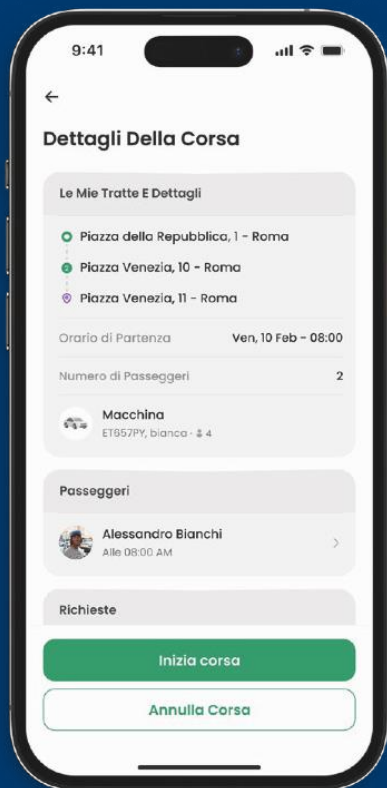 9:41
Dettagli Della Corsa
Le Mie Tratte E Dettagli
Piazza della Repubblica, 1 - Roma
2 Piazza Venezia, 10 - Roma
Piazza Venezia, 11 - Roma
Orario di Partenza Ven, 10 Feb - 08:00
Numero di Passeggeri 2
Macchina
ET657PY, bianca · 4
Passeggeri
Alessandro Bianchi
Alle 08:00 AM
Richieste
Inizia corsa
Annulla Corsa